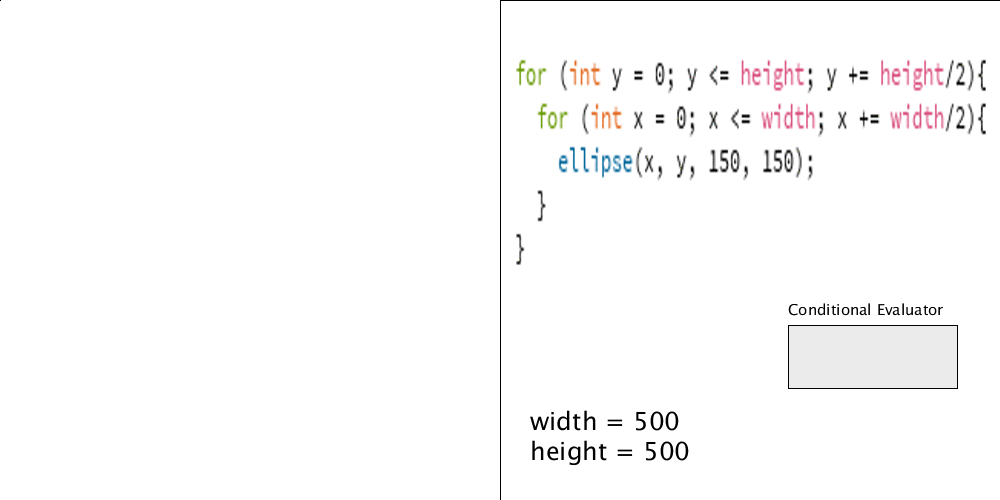 for (int y = 0; y <= height; y += height/2){
  for (int x = 0; x <= width; x += width/2){
    ellipse(x, y, 150, 150);
  }
}
Conditional Evaluator
width = 500
height = 500